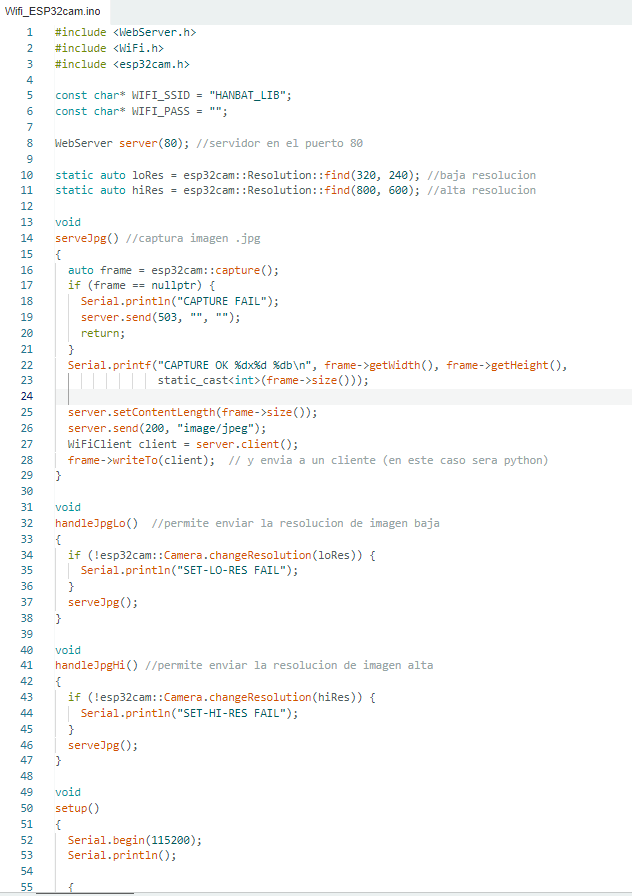 Wifi_ESP32cam.ino
1 #include <WebServer.h>
2 #include <WiFi.h>
3 #include <esp32cam.h>
4
5 const char* WIFI_SSID = "HANBAT_LIB";
6 const char* WIFI_PASS = "";
7
8 WebServer server(80); //servidor en el puerto 80
9
10 static auto loRes = esp32cam::Resolution::find(320, 240); //baja resolucion
11 static auto hiRes = esp32cam::Resolution::find(800, 600); //alta resolucion
12
13 void
14 serveJpg() //captura imagen .jpg
15 {
16 auto frame = esp32cam::capture();
17 if (frame == nullptr) {
18 Serial.println("CAPTURE FAIL");
19 server.send(503, "", "");
20 return;
21 }
22 Serial.printf("CAPTURE OK %dx%d %db\n", frame->getWidth(), frame->getHeight(),
23 static_cast<int>(frame->size()));
24
25 server.setContentLength(frame->size());
26 server.send(200, "image/jpeg");
27 WiFiClient client = server.client();
28 frame->writeTo(client); // y envia a un cliente (en este caso sera python)
29 }
30
31 void
32 handleJpgLo() //permite enviar la resolucion de imagen baja
33 {
34 if (!esp32cam::Camera.changeResolution(loRes)) {
35 Serial.println("SET-LO-RES FAIL");
36 }
37 serveJpg();
38 }
39
40 void
41 handleJpgHi() //permite enviar la resolucion de imagen alta
42 {
43 if (!esp32cam::Camera.changeResolution(hiRes)) {
44 Serial.println("SET-HI-RES FAIL");
45 }
46 serveJpg();
47 }
48
49 void
50 setup()
51 {
52 Serial.begin(115200);
53 Serial.println();
54
55 {